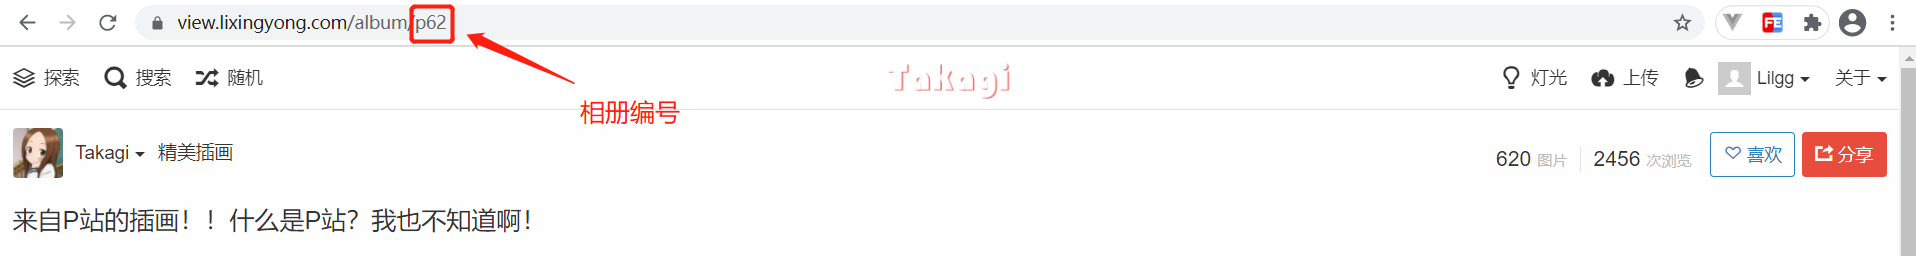 view.lixingyong.com/album/p62
探索 搜索 随机 Takagi 灯光 上传 Lilgg 关于
相册编号
Takagi 精美插画 620 图片 2456 次浏览 喜欢 分享
来自P站的插画！！什么是P站？我也不知道啊！